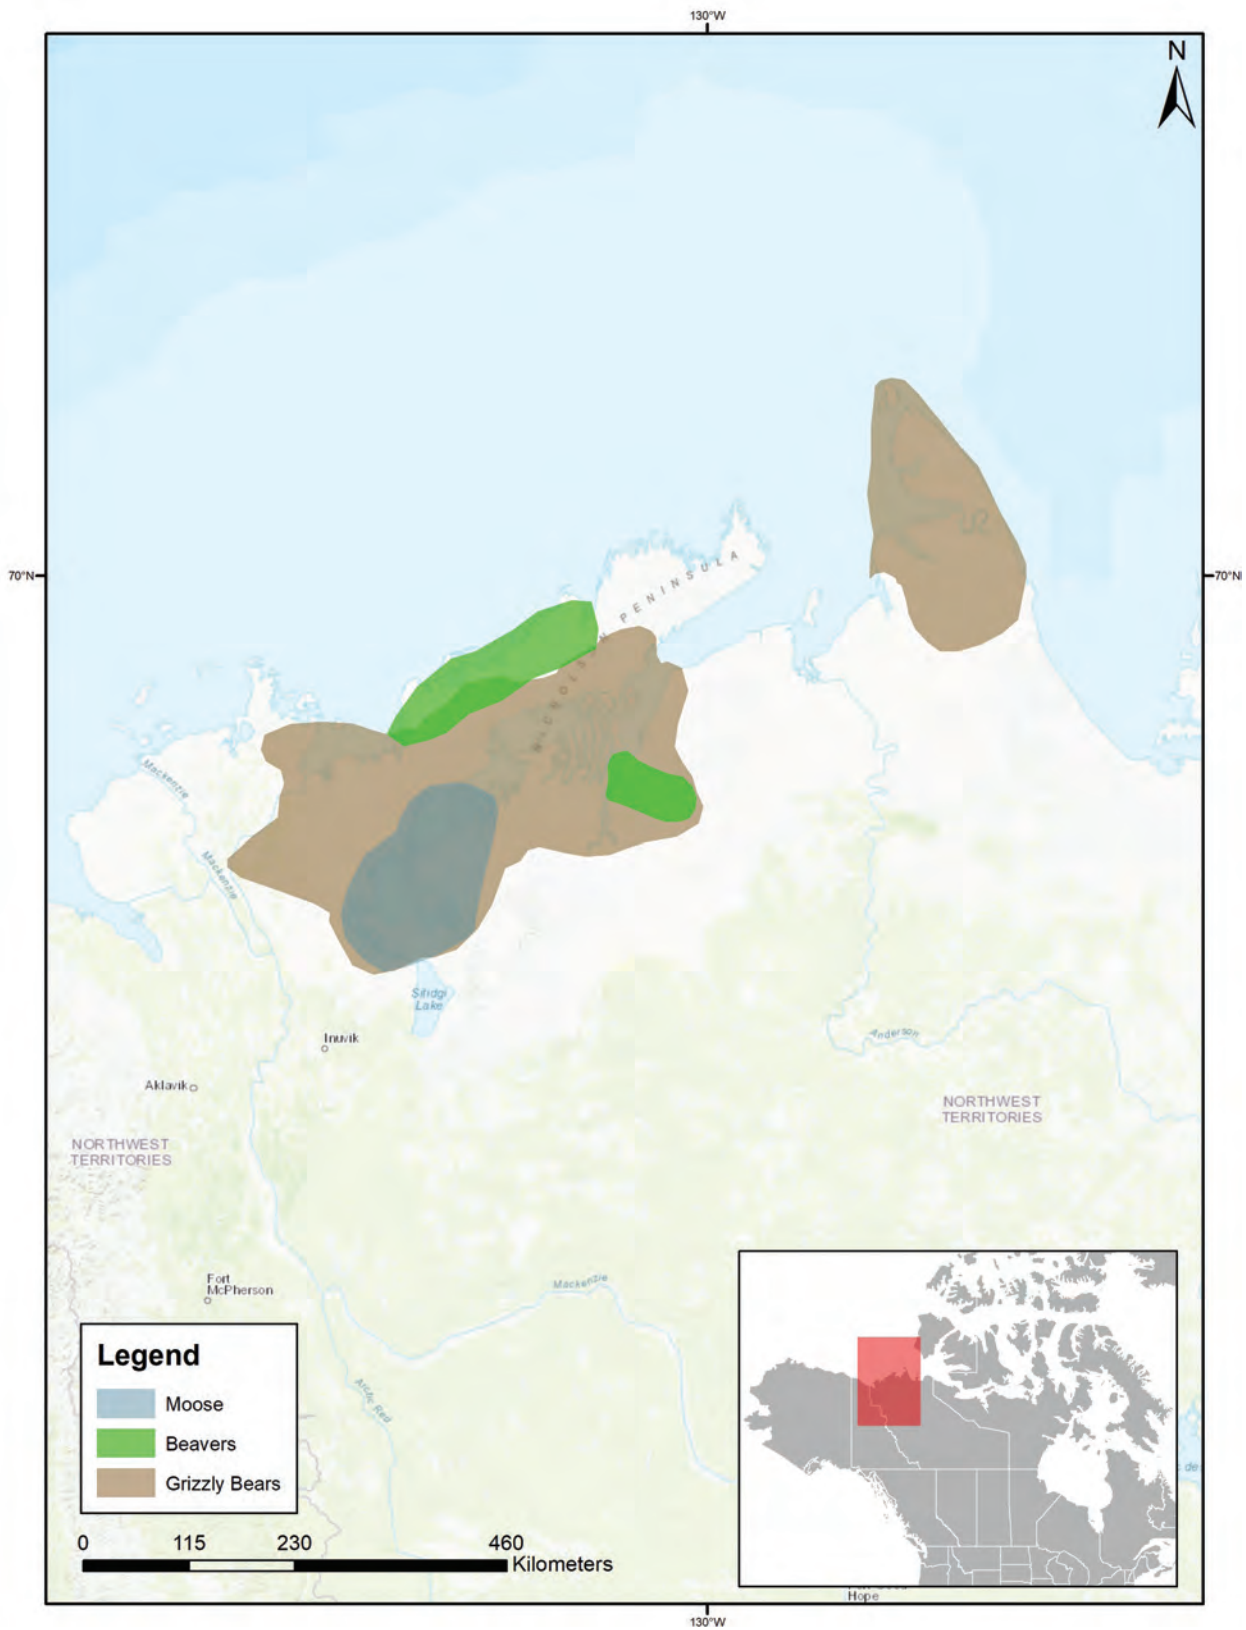 130°W
N
70°N
70°N
PENINSULA
Mackenzie
Mackenzie
Sitidgi
Lake
Inuvik
Aklavik
Anderson
NORTHWEST
TERRITORIES
NORTHWEST
TERRITORIES
Fort
McPherson
Mackenzie
Arctic Red
Legend
Moose
Beavers
Grizzly Bears
0 115 230 460
Kilometers
Hope
130°W